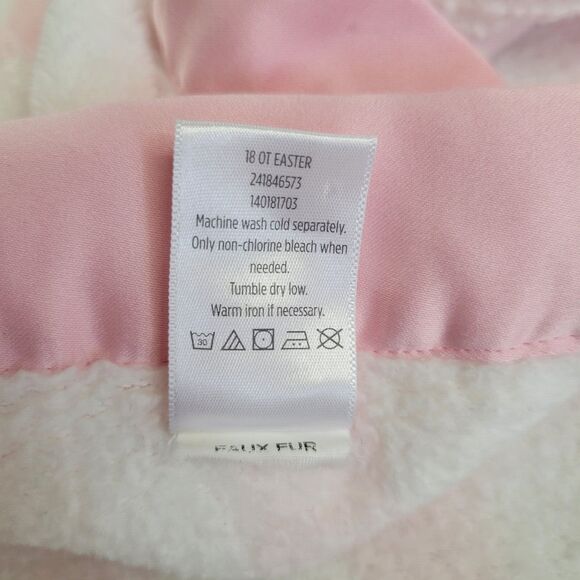 18 OT EASTER
241846573
140181703
Machine wash cold separately.
Only non-chlorine bleach when
needed.
Tumble dry low.
Warm iron if necessary.
30
FAUX FUR